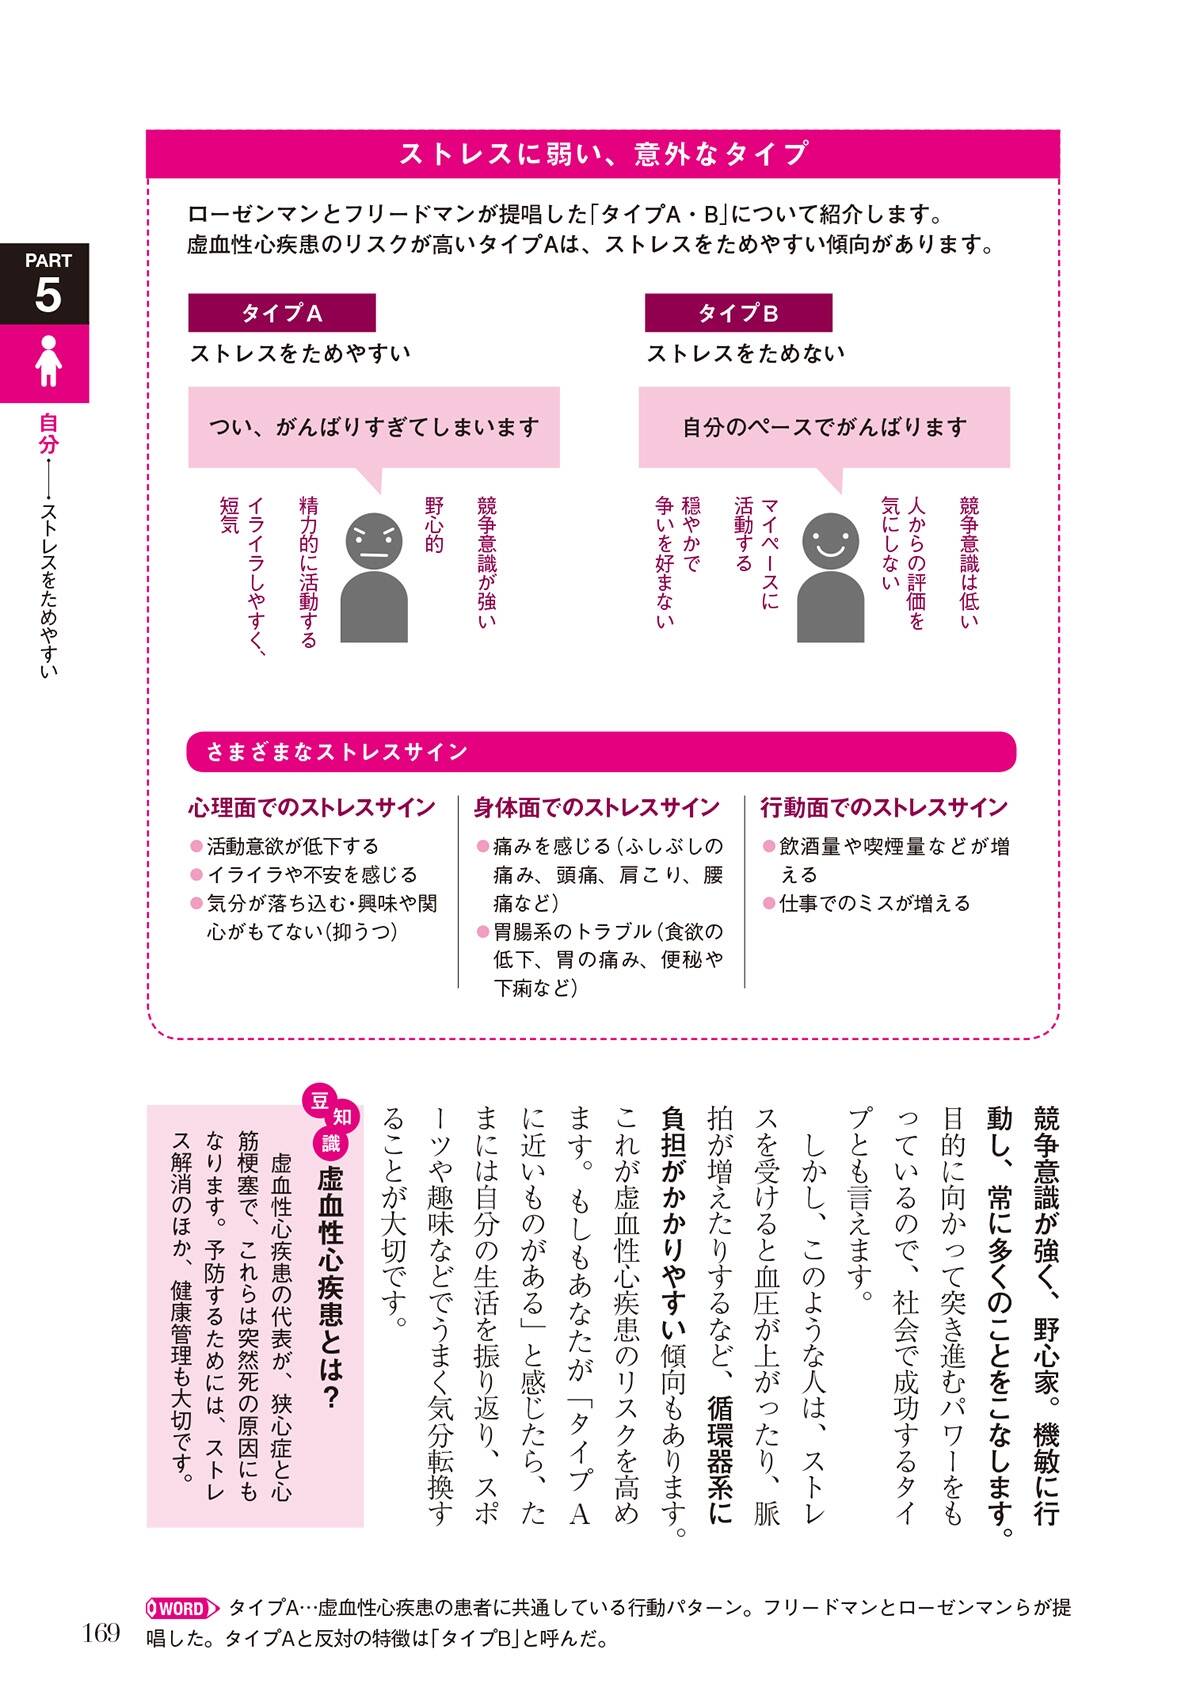 PART
5
自分――ストレスをためやすい
ストレスに弱い、意外なタイプ
ローゼンマンとフリードマンが提唱した「タイプA・B」について紹介します。
虚血性心疾患のリスクが高いタイプAは、ストレスをためやすい傾向があります。
タイプA
ストレスをためやすい
つい、がんばりすぎてしまいます
競争意識が強い
野心的
精力的に活動する
イライラしやすく、
短気
タイプB
ストレスをためない
自分のペースでがんばります
競争意識は低い
人からの評価を
気にしない
マイペースに
活動する
穏やかで
争いを好まない
さまざまなストレスサイン
心理面でのストレスサイン
●活動意欲が低下する
●イライラや不安を感じる
●気分が落ち込む・興味や関
心がもてない(抑うつ)
身体面でのストレスサイン
●痛みを感じる(ふしぶしの
痛み、頭痛、肩こり、腰
痛など)
●胃腸系のトラブル(食欲の
低下、胃の痛み、便秘や
下痢など)
行動面でのストレスサイン
●飲酒量や喫煙量などが増
える
●仕事でのミスが増える
競争意識が強く、野心家。機敏に行
動し、常に多くのことをこなします。
目的に向かって突き進むパワーをも
っているので、社会で成功するタイ
プとも言えます。
しかし、このような人は、ストレ
スを受けると血圧が上がったり、脈
拍が増えたりするなど、循環器系に
負担がかかりやすい傾向もあります。
これが虚血性心疾患のリスクを高め
ます。もしもあなたが「タイプA
に近いものがある」と感じたら、た
まには自分の生活を振り返り、スポ
ーツや趣味などでうまく気分転換す
ることが大切です。
豆知識
虚血性心疾患とは?
虚血性心疾患の代表が、狭心症と心
筋梗塞で、これらは突然死の原因にも
なります。予防するためには、ストレ
ス解消のほか、健康管理も大切です。
WORD タイプA…虚血性心疾患の患者に共通している行動パターン。フリードマンとローゼンマンらが提
唱した。タイプAと反対の特徴は「タイプB」と呼んだ。
169